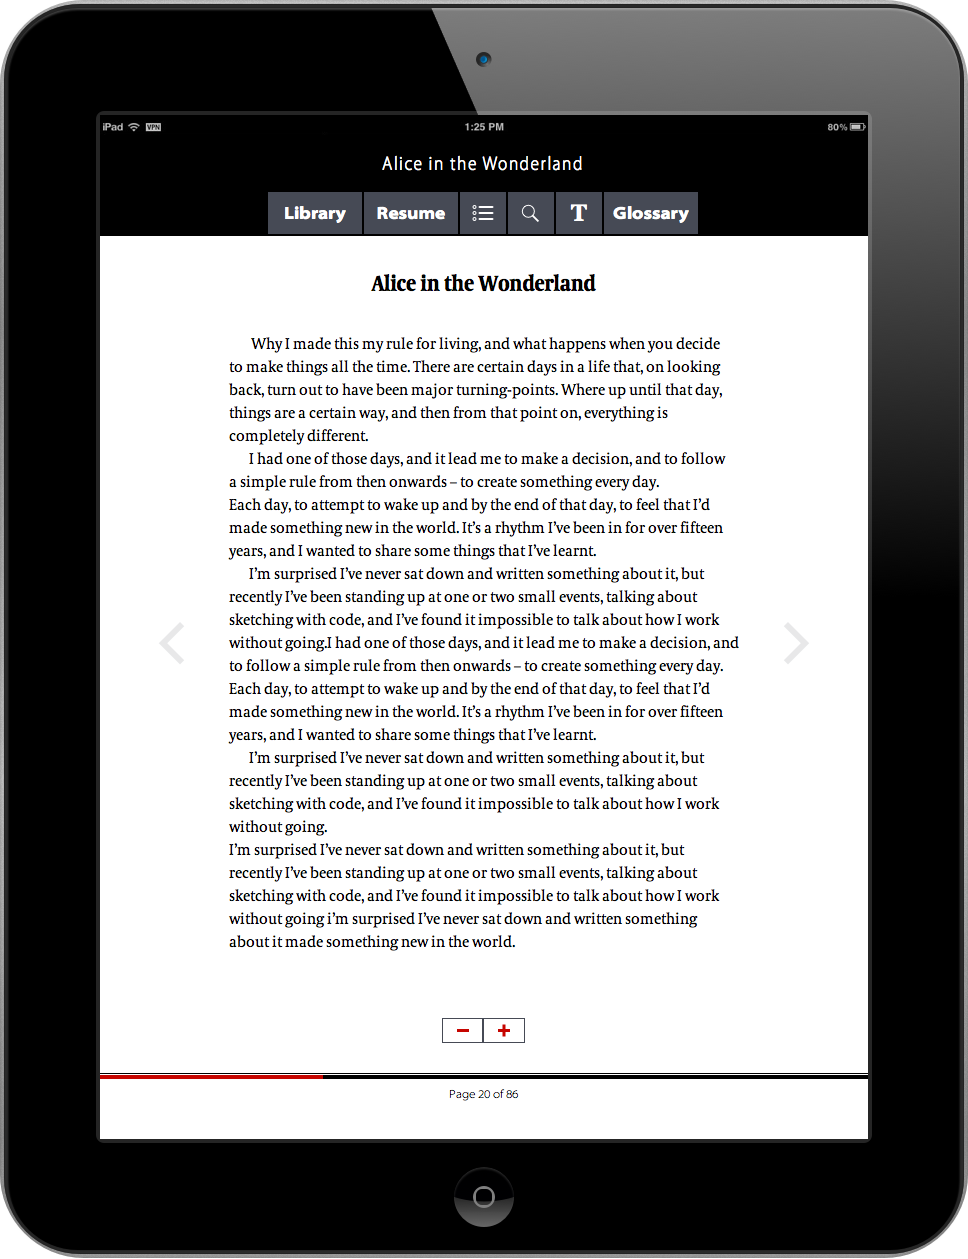 iPad VPN 1:25 PM 80%
Alice in the Wonderland
Library Resume T Glossary
Alice in the Wonderland
Why I made this my rule for living, and what happens when you decide
to make things all the time. There are certain days in a life that, on looking
back, turn out to have been major turning-points. Where up until that day,
things are a certain way, and then from that point on, everything is
completely different.
I had one of those days, and it lead me to make a decision, and to follow
a simple rule from then onwards – to create something every day.
Each day, to attempt to wake up and by the end of that day, to feel that I’d
made something new in the world. It’s a rhythm I’ve been in for over fifteen
years, and I wanted to share some things that I’ve learnt.
I’m surprised I’ve never sat down and written something about it, but
recently I’ve been standing up at one or two small events, talking about
sketching with code, and I’ve found it impossible to talk about how I work
without going.I had one of those days, and it lead me to make a decision, and
to follow a simple rule from then onwards – to create something every day.
Each day, to attempt to wake up and by the end of that day, to feel that I’d
made something new in the world. It’s a rhythm I’ve been in for over fifteen
years, and I wanted to share some things that I’ve learnt.
I’m surprised I’ve never sat down and written something about it, but
recently I’ve been standing up at one or two small events, talking about
sketching with code, and I’ve found it impossible to talk about how I work
without going.
I’m surprised I’ve never sat down and written something about it, but
recently I’ve been standing up at one or two small events, talking about
sketching with code, and I’ve found it impossible to talk about how I work
without going i’m surprised I’ve never sat down and written something
about it made something new in the world.
− +
Page 20 of 86